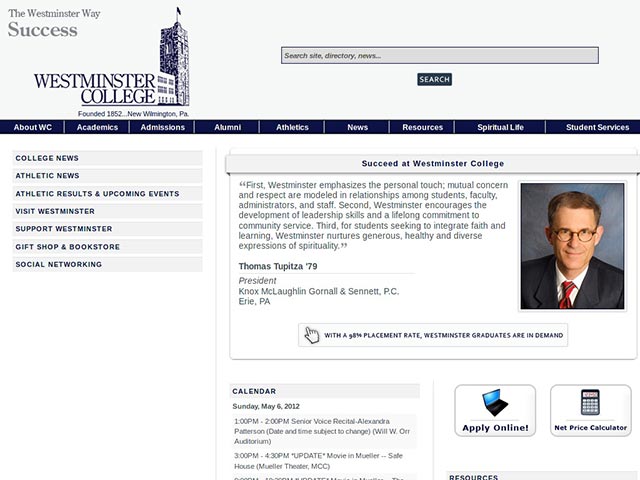 The Westminster Way
Success
WESTMINSTER
COLLEGE
Founded 1852...New Wilmington, Pa.
Search site, directory, news...
SEARCH
About WC Academics Admissions Alumni Athletics News Resources Spiritual Life Student Services
COLLEGE NEWS
ATHLETIC NEWS
ATHLETIC RESULTS & UPCOMING EVENTS
VISIT WESTMINSTER
SUPPORT WESTMINSTER
GIFT SHOP & BOOKSTORE
SOCIAL NETWORKING
Succeed at Westminster College
“First, Westminster emphasizes the personal touch; mutual concern
and respect are modeled in relationships among students, faculty,
administrators, and staff. Second, Westminster encourages the
development of leadership skills and a lifelong commitment to
community service. Third, for students seeking to integrate faith and
learning, Westminster nurtures generous, healthy and diverse
expressions of spirituality.”
Thomas Tupitza '79
President
Knox McLaughlin Gornall & Sennett, P.C.
Erie, PA
WITH A 98% PLACEMENT RATE, WESTMINSTER GRADUATES ARE IN DEMAND
CALENDAR
Sunday, May 6, 2012
1:00PM - 2:00PM Senior Voice Recital-Alexandra
Patterson (Date and time subject to change) (Will W. Orr
Auditorium)
3:00PM - 4:30PM *UPDATE* Movie in Mueller -- Safe
House (Mueller Theater, MCC)
Apply Online!
Net Price Calculator
RESOURCES